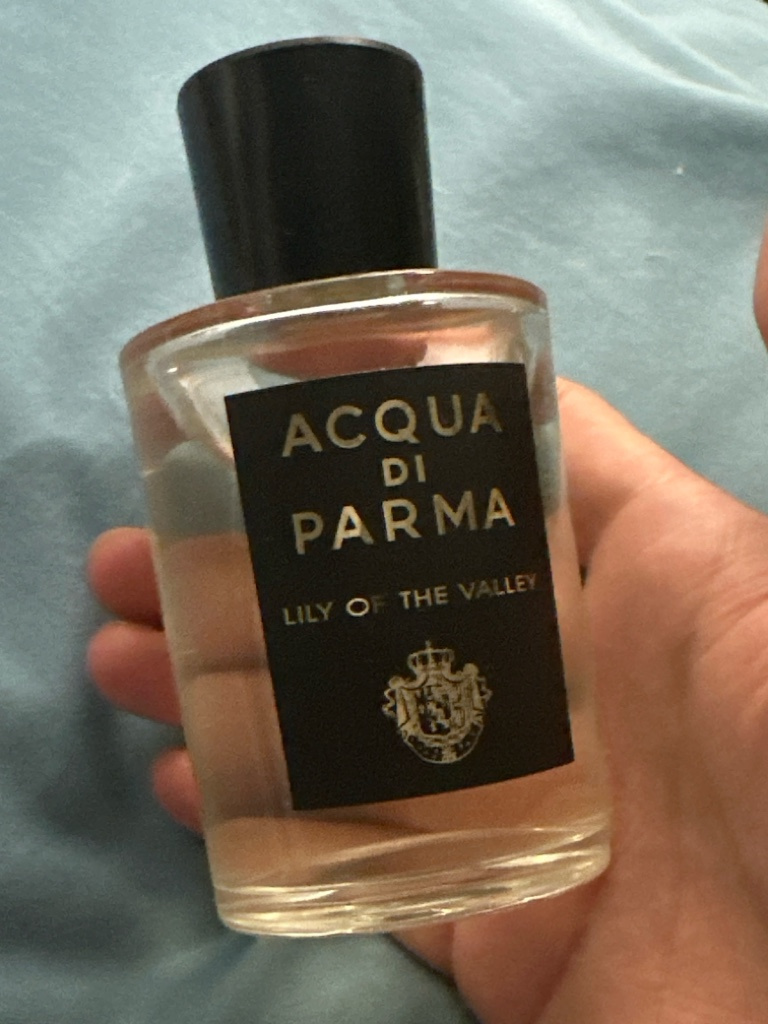 ACQUA
DI
PARMA
LILY OF THE VALLEY